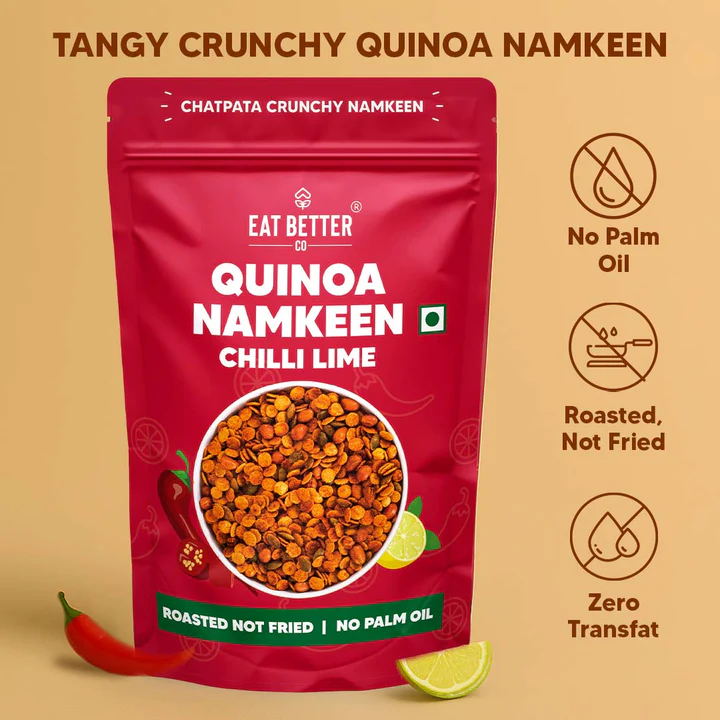 TANGY CRUNCHY QUINOA NAMKEEN
CHATPATA CRUNCHY NAMKEEN
EAT BETTER ®
CO
QUINOA
NAMKEEN
CHILLI LIME
ROASTED NOT FRIED | NO PALM OIL
No Palm
Oil
Roasted,
Not Fried
Zero
Transfat